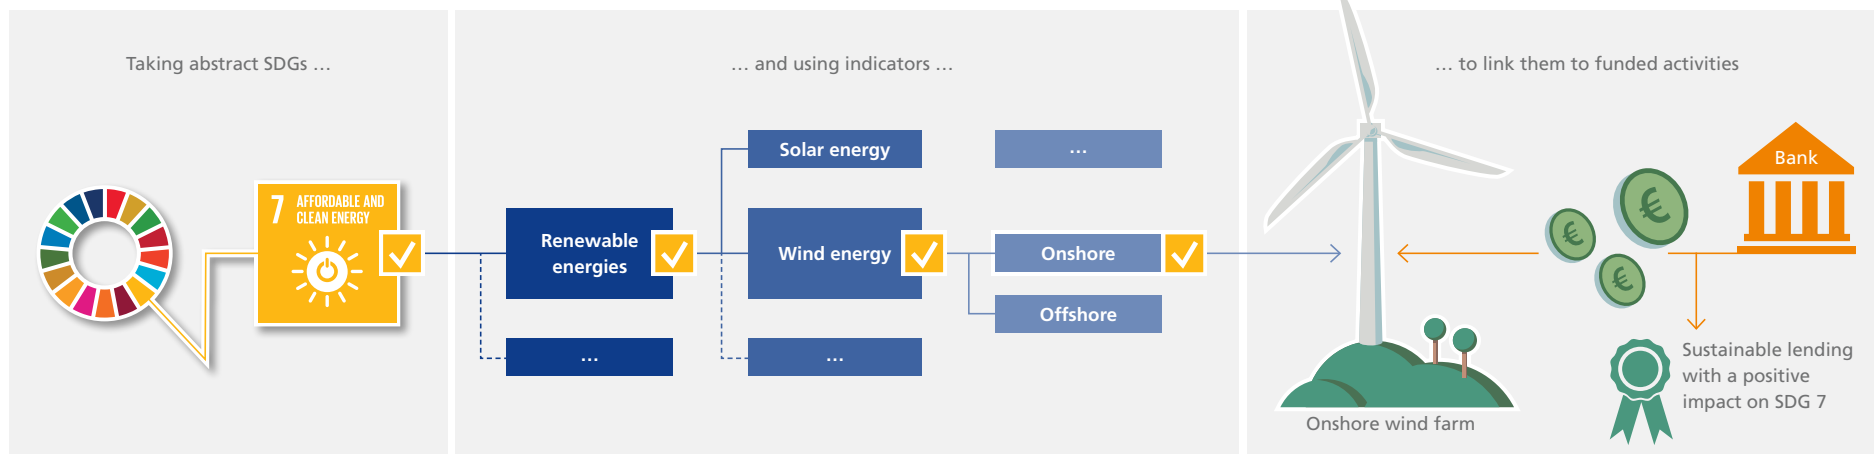 Taking abstract SDGs …
… and using indicators …
… to link them to funded activities
7 AFFORDABLE AND
CLEAN ENERGY
Renewable
energies
…
Solar energy
Wind energy
…
…
Onshore
Offshore
Onshore wind farm
€
€
€
Bank
Sustainable lending
with a positive
impact on SDG 7